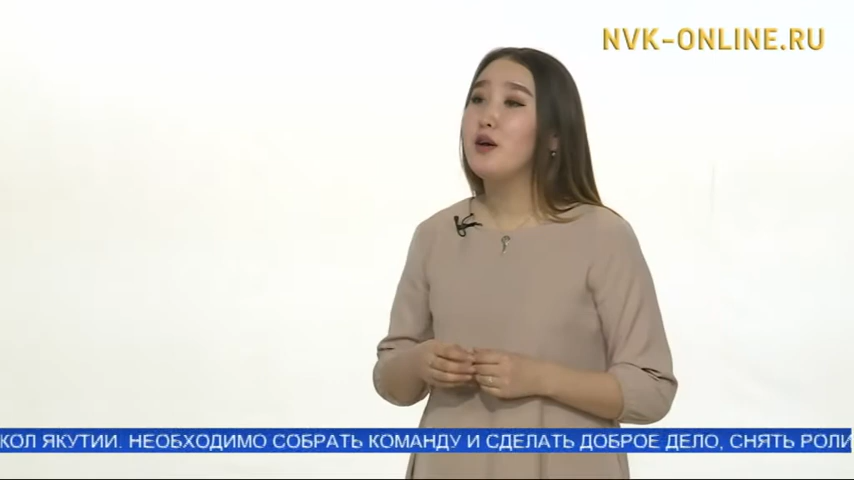 NVK-ONLINE.RU
КОЛ ЯКУТИИ. НЕОБХОДИМО СОБРАТЬ КОМАНДУ И СДЕЛАТЬ ДОБРОЕ ДЕЛО, СНЯТЬ РОЛИ